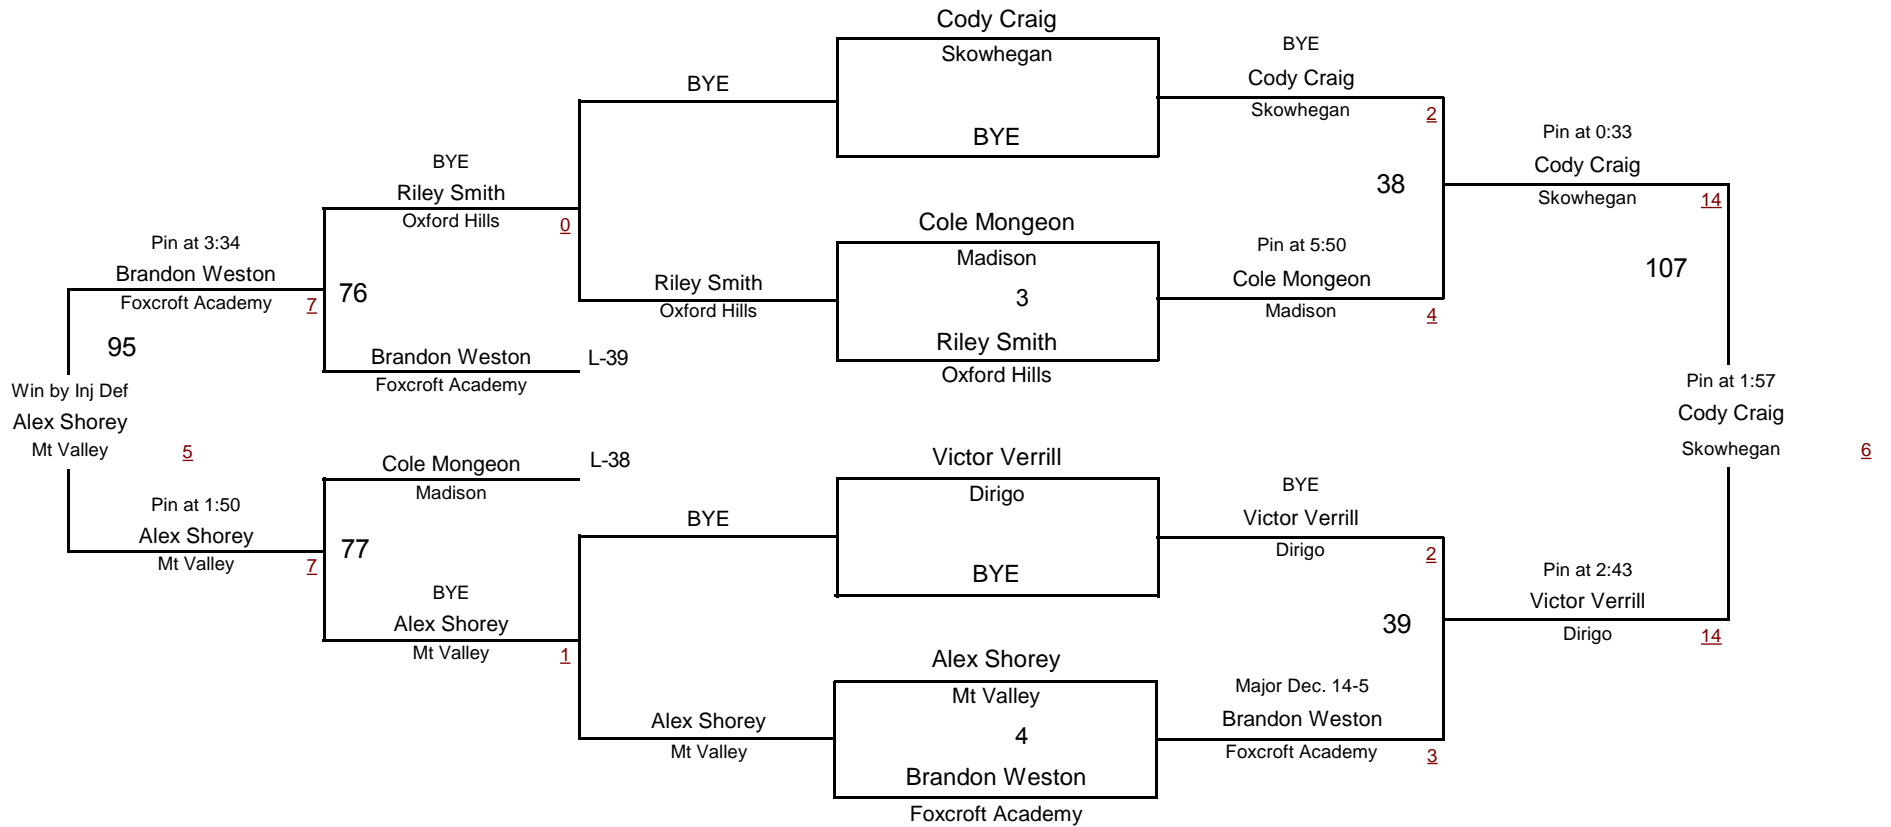 Cody Craig
Skowhegan
BYE
BYE
Cody Craig
Skowhegan
2
BYE
Pin at 0:33
Cody Craig
Skowhegan
14
BYE
Riley Smith
Oxford Hills
0
38
Cole Mongeon
Madison
3
Riley Smith
Oxford Hills
Pin at 5:50
Cole Mongeon
Madison
4
107
Pin at 3:34
Brandon Weston
Foxcroft Academy
7
76
Riley Smith
Oxford Hills
95
Brandon Weston
Foxcroft Academy
L-39
Win by Inj Def
Alex Shorey
Mt Valley
5
Pin at 1:57
Cody Craig
Skowhegan
6
Cole Mongeon
Madison
L-38
Victor Verrill
Dirigo
BYE
BYE
BYE
Victor Verrill
Dirigo
2
Pin at 1:50
Alex Shorey
Mt Valley
7
77
BYE
Alex Shorey
Mt Valley
1
39
Pin at 2:43
Victor Verrill
Dirigo
14
Alex Shorey
Mt Valley
Alex Shorey
Mt Valley
4
Brandon Weston
Foxcroft Academy
Major Dec. 14-5
Brandon Weston
Foxcroft Academy
3